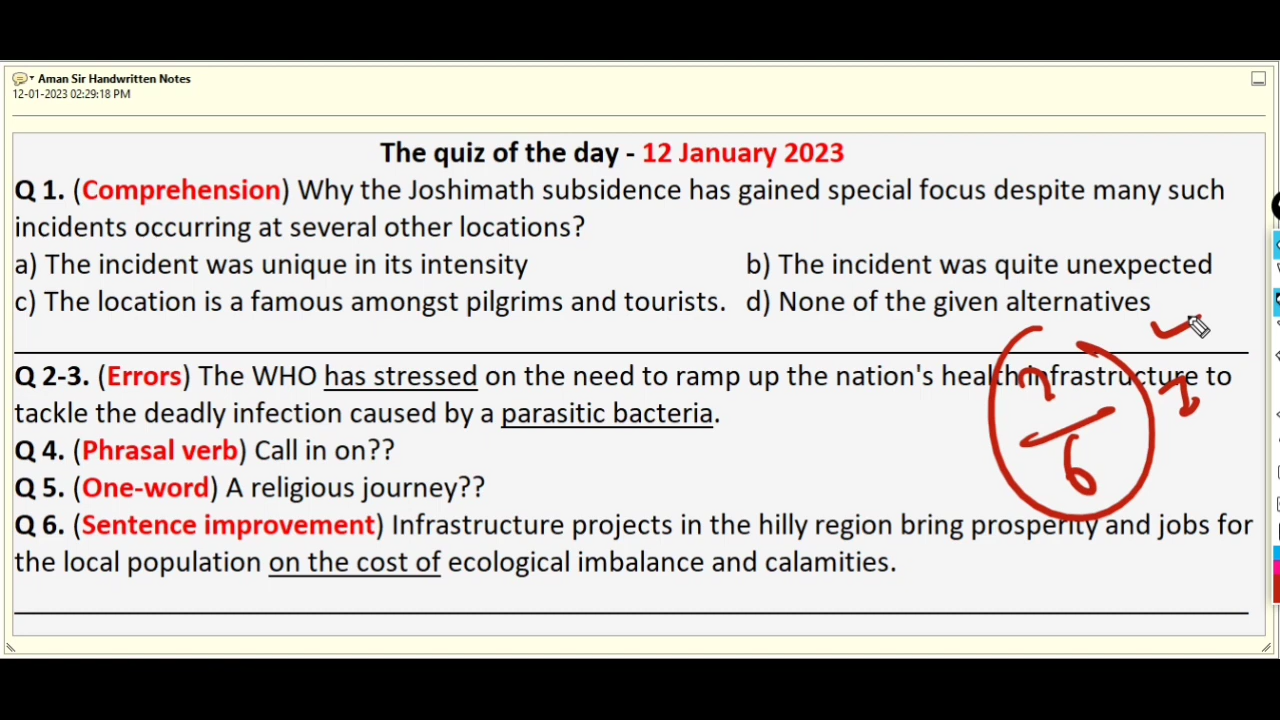 Aman Sir Handwritten Notes
12-01-2023 02:29:18 PM
The quiz of the day - 12 January 2023
Q 1. (Comprehension) Why the Joshimath subsidence has gained special focus despite many such
incidents occurring at several other locations?
a) The incident was unique in its intensity b) The incident was quite unexpected
c) The location is a famous amongst pilgrims and tourists. d) None of the given alternatives
Q 2-3. (Errors) The WHO has stressed on the need to ramp up the nation's health infrastructure to
tackle the deadly infection caused by a parasitic bacteria.
Q 4. (Phrasal verb) Call in on??
Q 5. (One-word) A religious journey??
6
Q 6. (Sentence improvement) Infrastructure projects in the hilly region bring prosperity and jobs for
the local population on the cost of ecological imbalance and calamities.